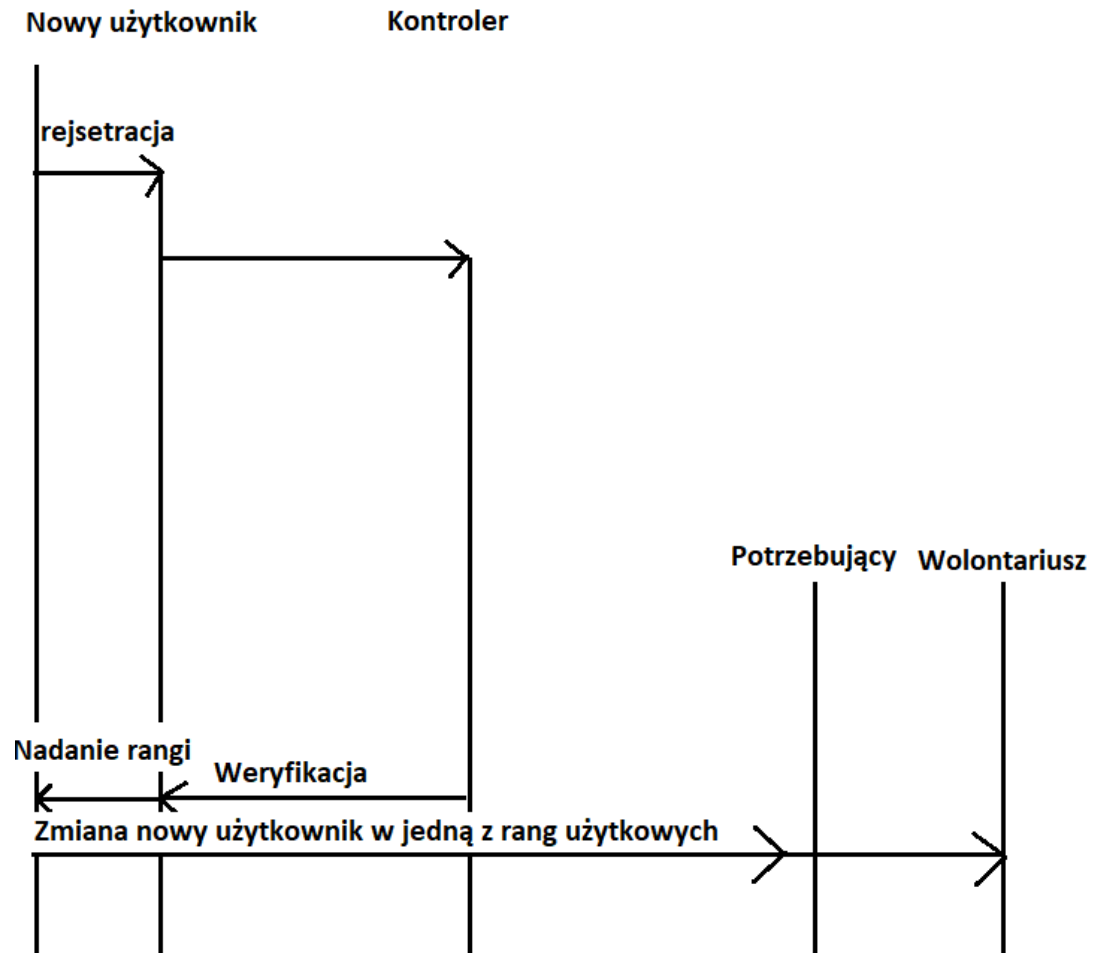 Nowy użytkownik
Kontroler
rejsetracja
Potrzebujący
Wolontariusz
Nadanie rangi
Weryfikacja
Zmiana nowy użytkownik w jedną z rang użytkowych